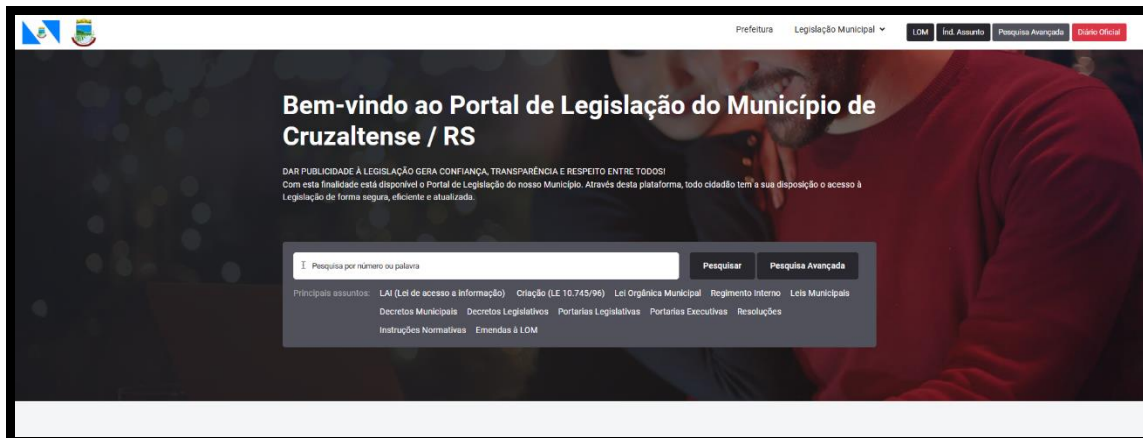 Prefeitura Legislação Municipal
LOM Índ. Assunto Pesquisa Avançada Diário Oficial
Bem-vindo ao Portal de Legislação do Município de
Cruzaltense / RS
DAR PUBLICIDADE À LEGISLAÇÃO GERA CONFIANÇA, TRANSPARÊNCIA E RESPEITO ENTRE TODOS!
Com esta finalidade está disponível o Portal de Legislação do nosso Município. Através desta plataforma, todo cidadão tem a sua disposição o acesso à
Legislação de forma segura, eficiente e atualizada.
Pesquisa por número ou palavra
Pesquisar Pesquisa Avançada
Principais assuntos: LAI (Lei de acesso a informação) Criação (LE 10.745/96) Lei Orgânica Municipal Regimento Interno Leis Municipais
Decretos Municipais Decretos Legislativos Portarias Legislativas Portarias Executivas Resoluções
Instruções Normativas Emendas à LOM